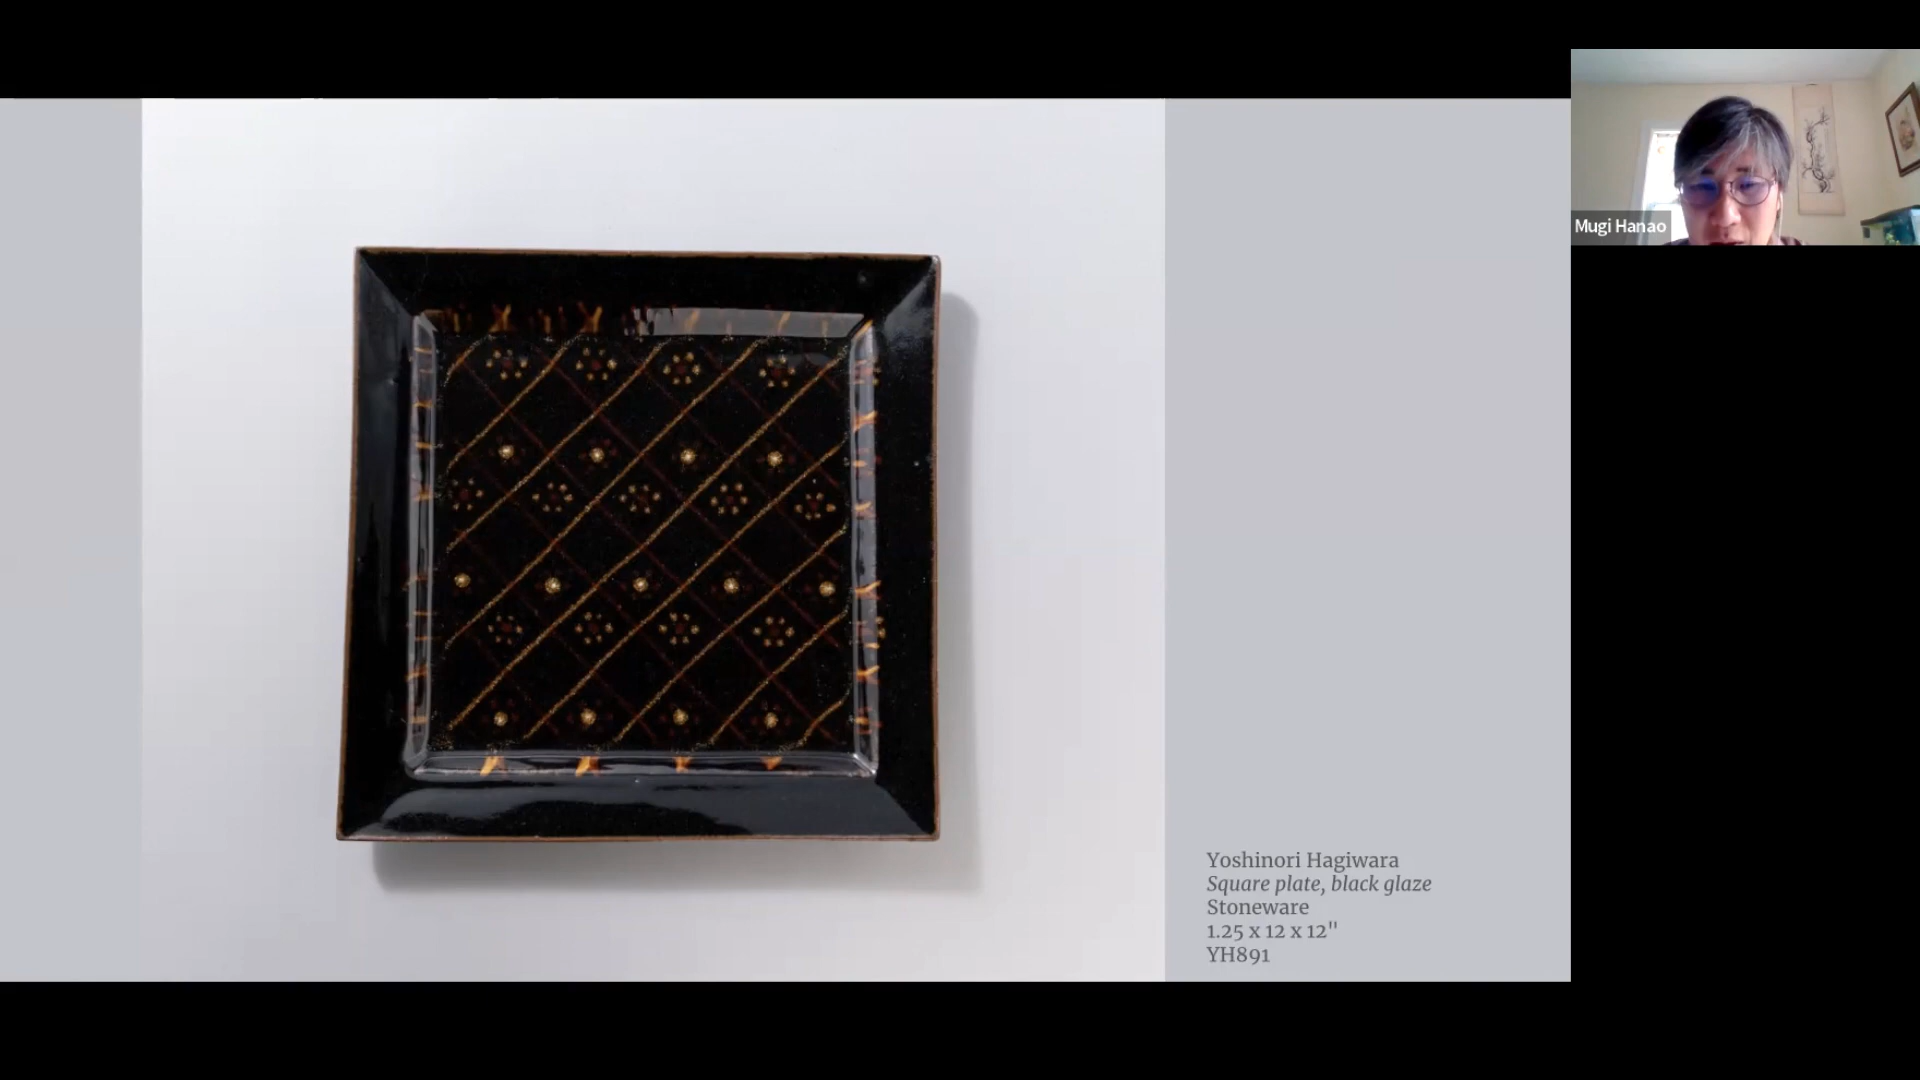 Mugi Hanao
Yoshinori Hagiwara
Square plate, black glaze
Stoneware
1.25 x 12 x 12"
YH891